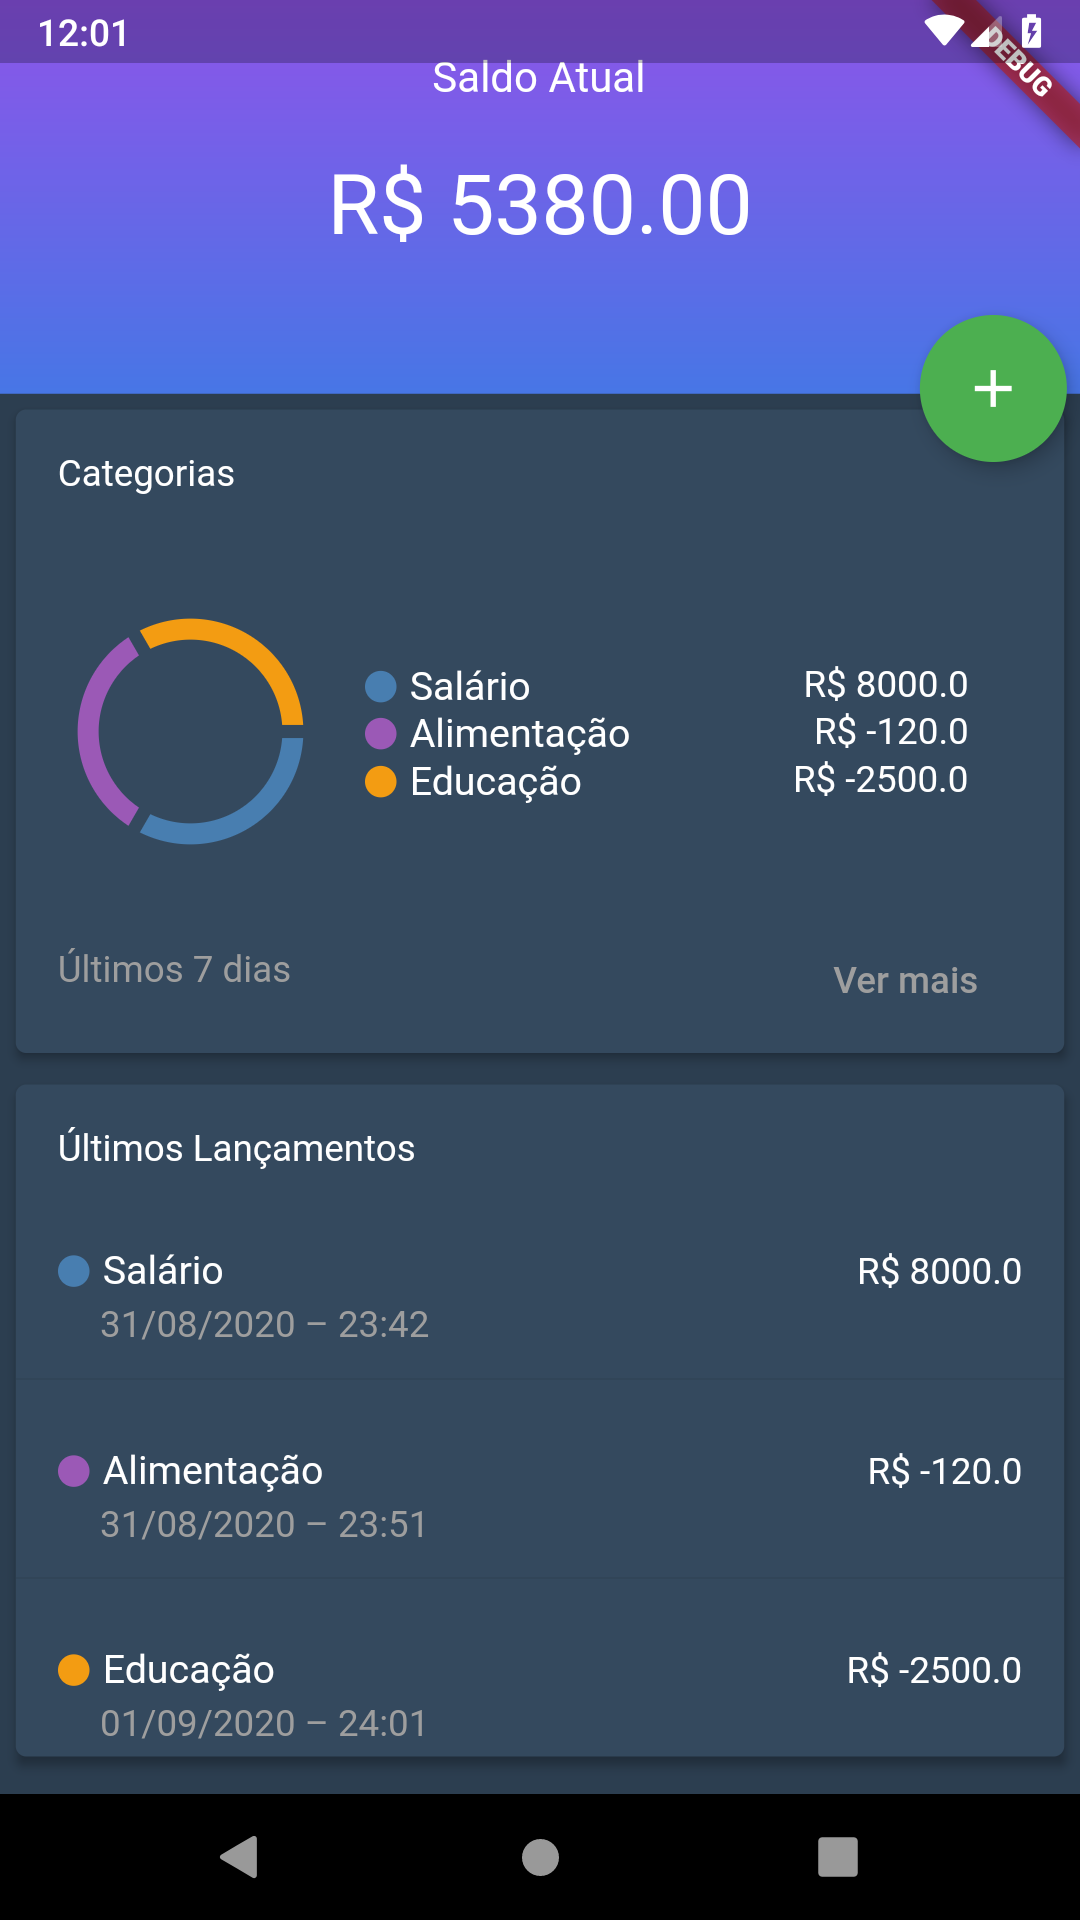 12:01
DEBUG
Saldo Atual
R$ 5380.00
Categorias
Salário R$ 8000.0
Alimentação R$ -120.0
Educação R$ -2500.0
Últimos 7 dias Ver mais
Últimos Lançamentos
Salário R$ 8000.0
31/08/2020 – 23:42
Alimentação R$ -120.0
31/08/2020 – 23:51
Educação R$ -2500.0
01/09/2020 – 24:01